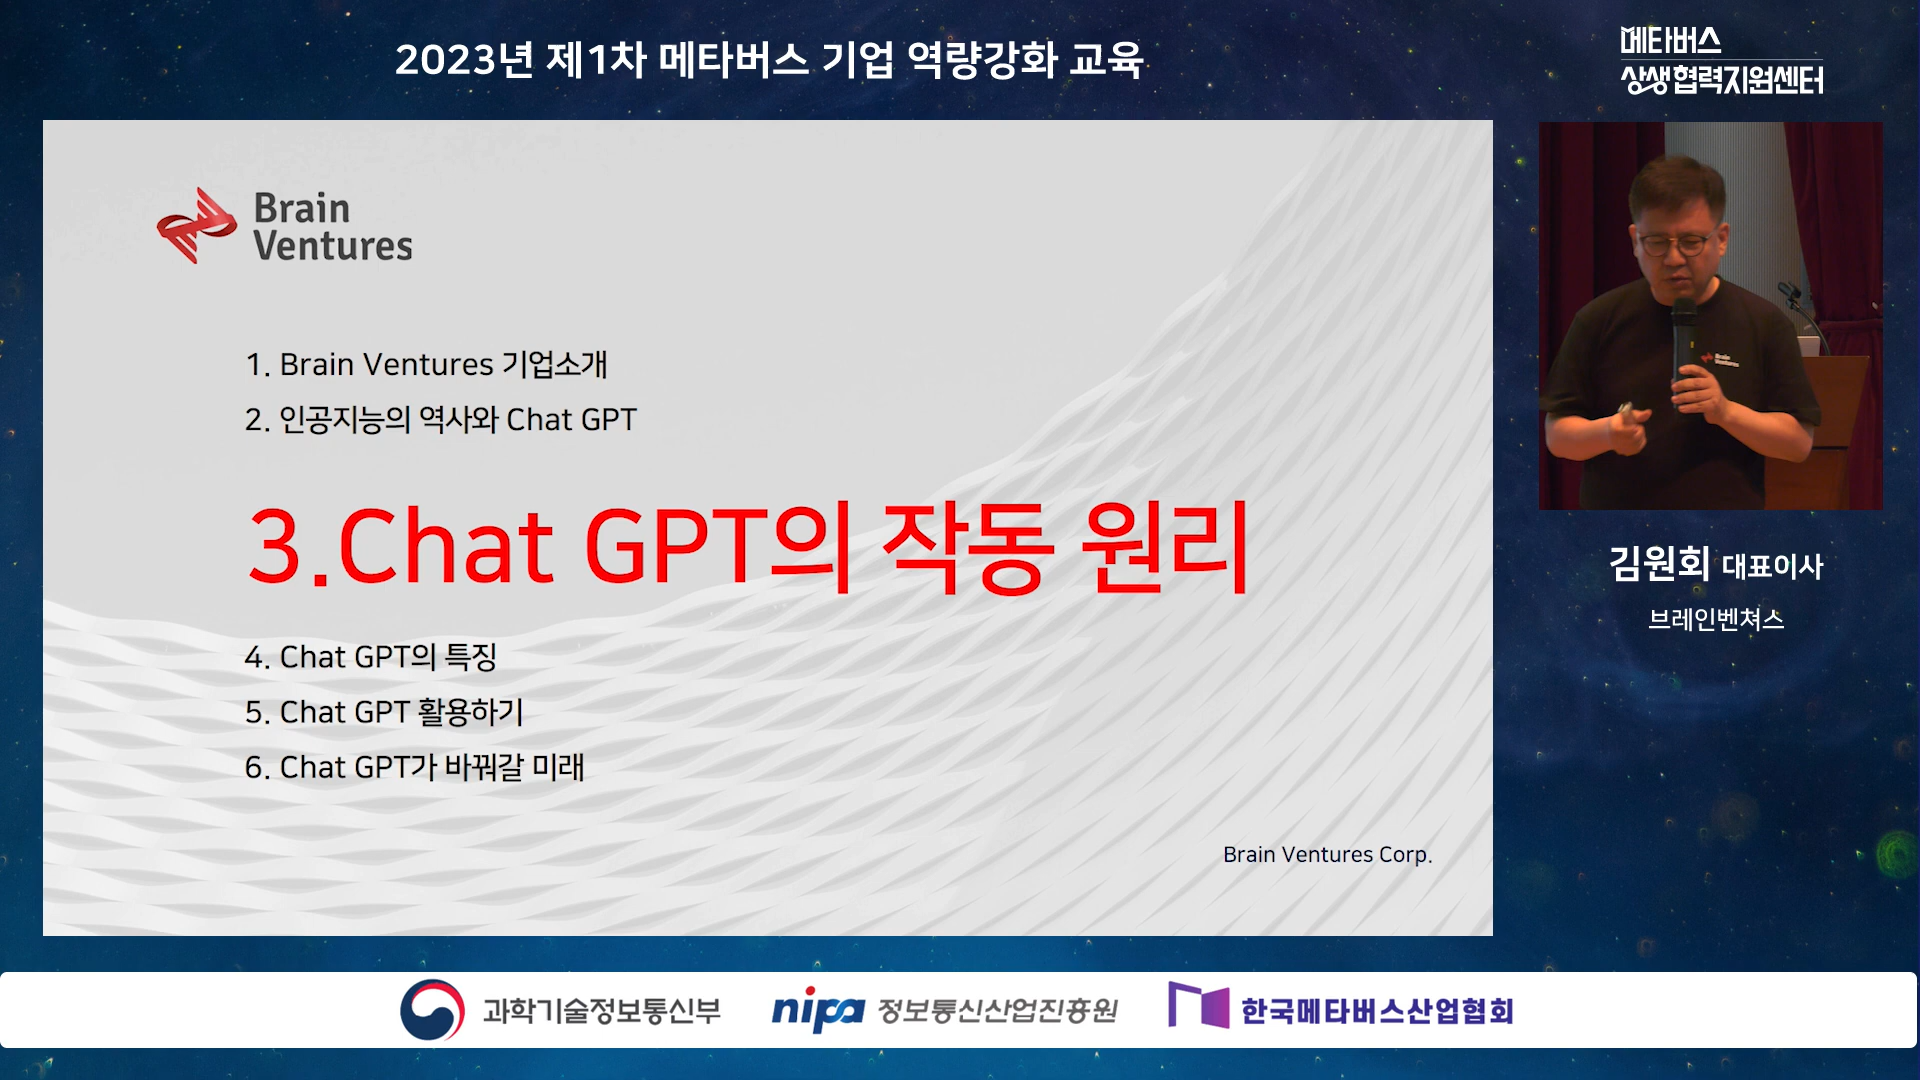 2023년 제1차 메타버스 기업 역량강화 교육
메타버스
상생협력지원센터
Brain
Ventures
1. Brain Ventures 기업소개
2. 인공지능의 역사와 Chat GPT
3.Chat GPT의 작동 원리
4. Chat GPT의 특징
5. Chat GPT 활용하기
6. Chat GPT가 바꿔갈 미래
Brain Ventures Corp.
Brain
Ventures
김원회 대표이사
브레인벤쳐스
과학기술정보통신부
nipa 정보통신산업진흥원
한국메타버스산업협회